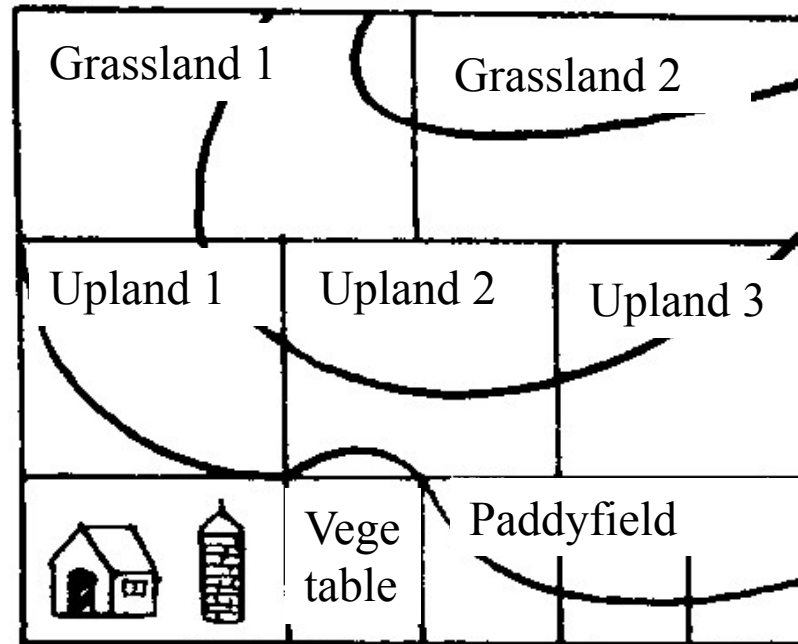 Grassland 1
Grassland 2
Upland 1
Upland 2
Upland 3
Vege
table
Paddyfield